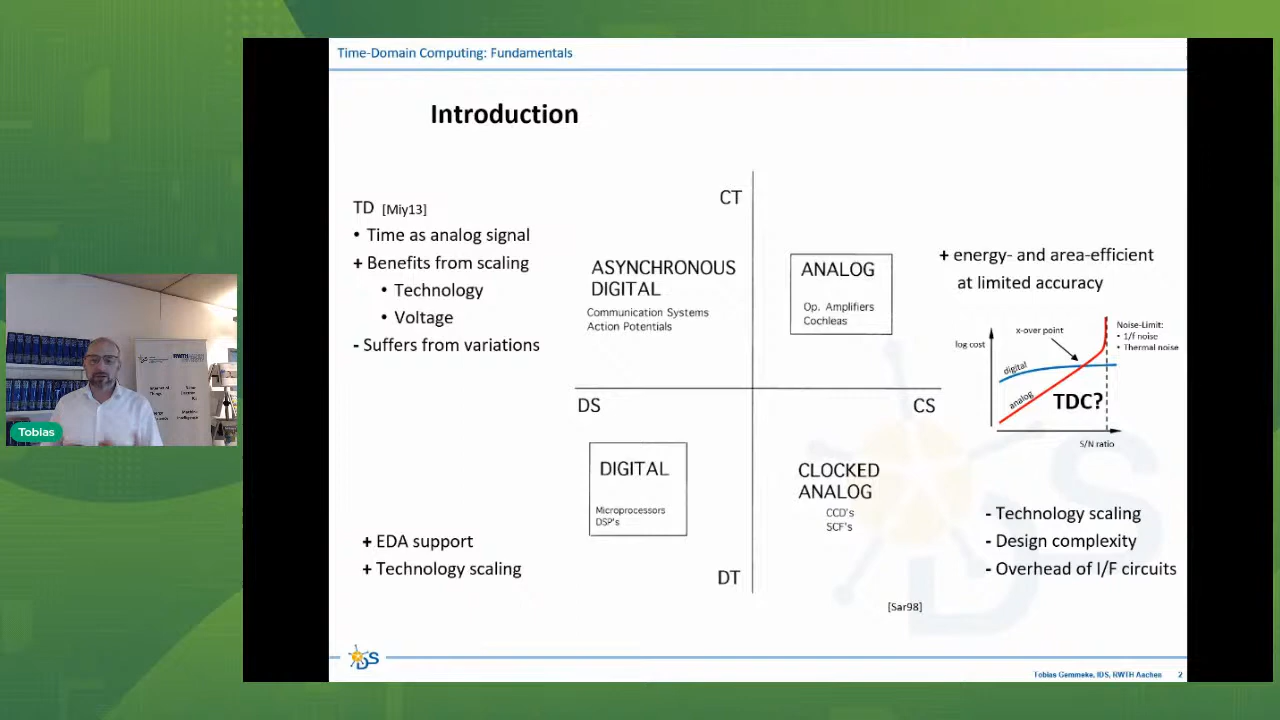 Time-Domain Computing: Fundamentals
Introduction
TD [Miy13]
• Time as analog signal
+ Benefits from scaling
• Technology
• Voltage
- Suffers from variations
CT
ASYNCHRONOUS
DIGITAL
Communication Systems
Action Potentials
ANALOG
Op. Amplifiers
Cochleas
+ energy- and area-efficient
at limited accuracy
log cost
x-over point
Noise-Limit:
• 1/f noise
• Thermal noise
digital
analog
TDC?
S/N ratio
DS
CS
DIGITAL
Microprocessors
DSP's
CLOCKED
ANALOG
CCD's
SCF's
DT
+ EDA support
+ Technology scaling
- Technology scaling
- Design complexity
- Overhead of I/F circuits
[Sar98]
DS
Tobias Gemmeke, IDS, RWTH Aachen 2
Tobias
RWTH